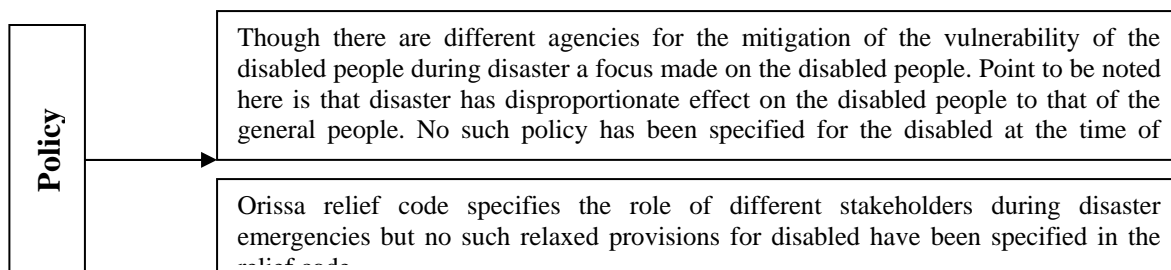 Policy
Though there are different agencies for the mitigation of the vulnerability of the
disabled people during disaster a focus made on the disabled people. Point to be noted
here is that disaster has disproportionate effect on the disabled people to that of the
general people. No such policy has been specified for the disabled at the time of
Orissa relief code specifies the role of different stakeholders during disaster
emergencies but no such relaxed provisions for disabled have been specified in the
relief code